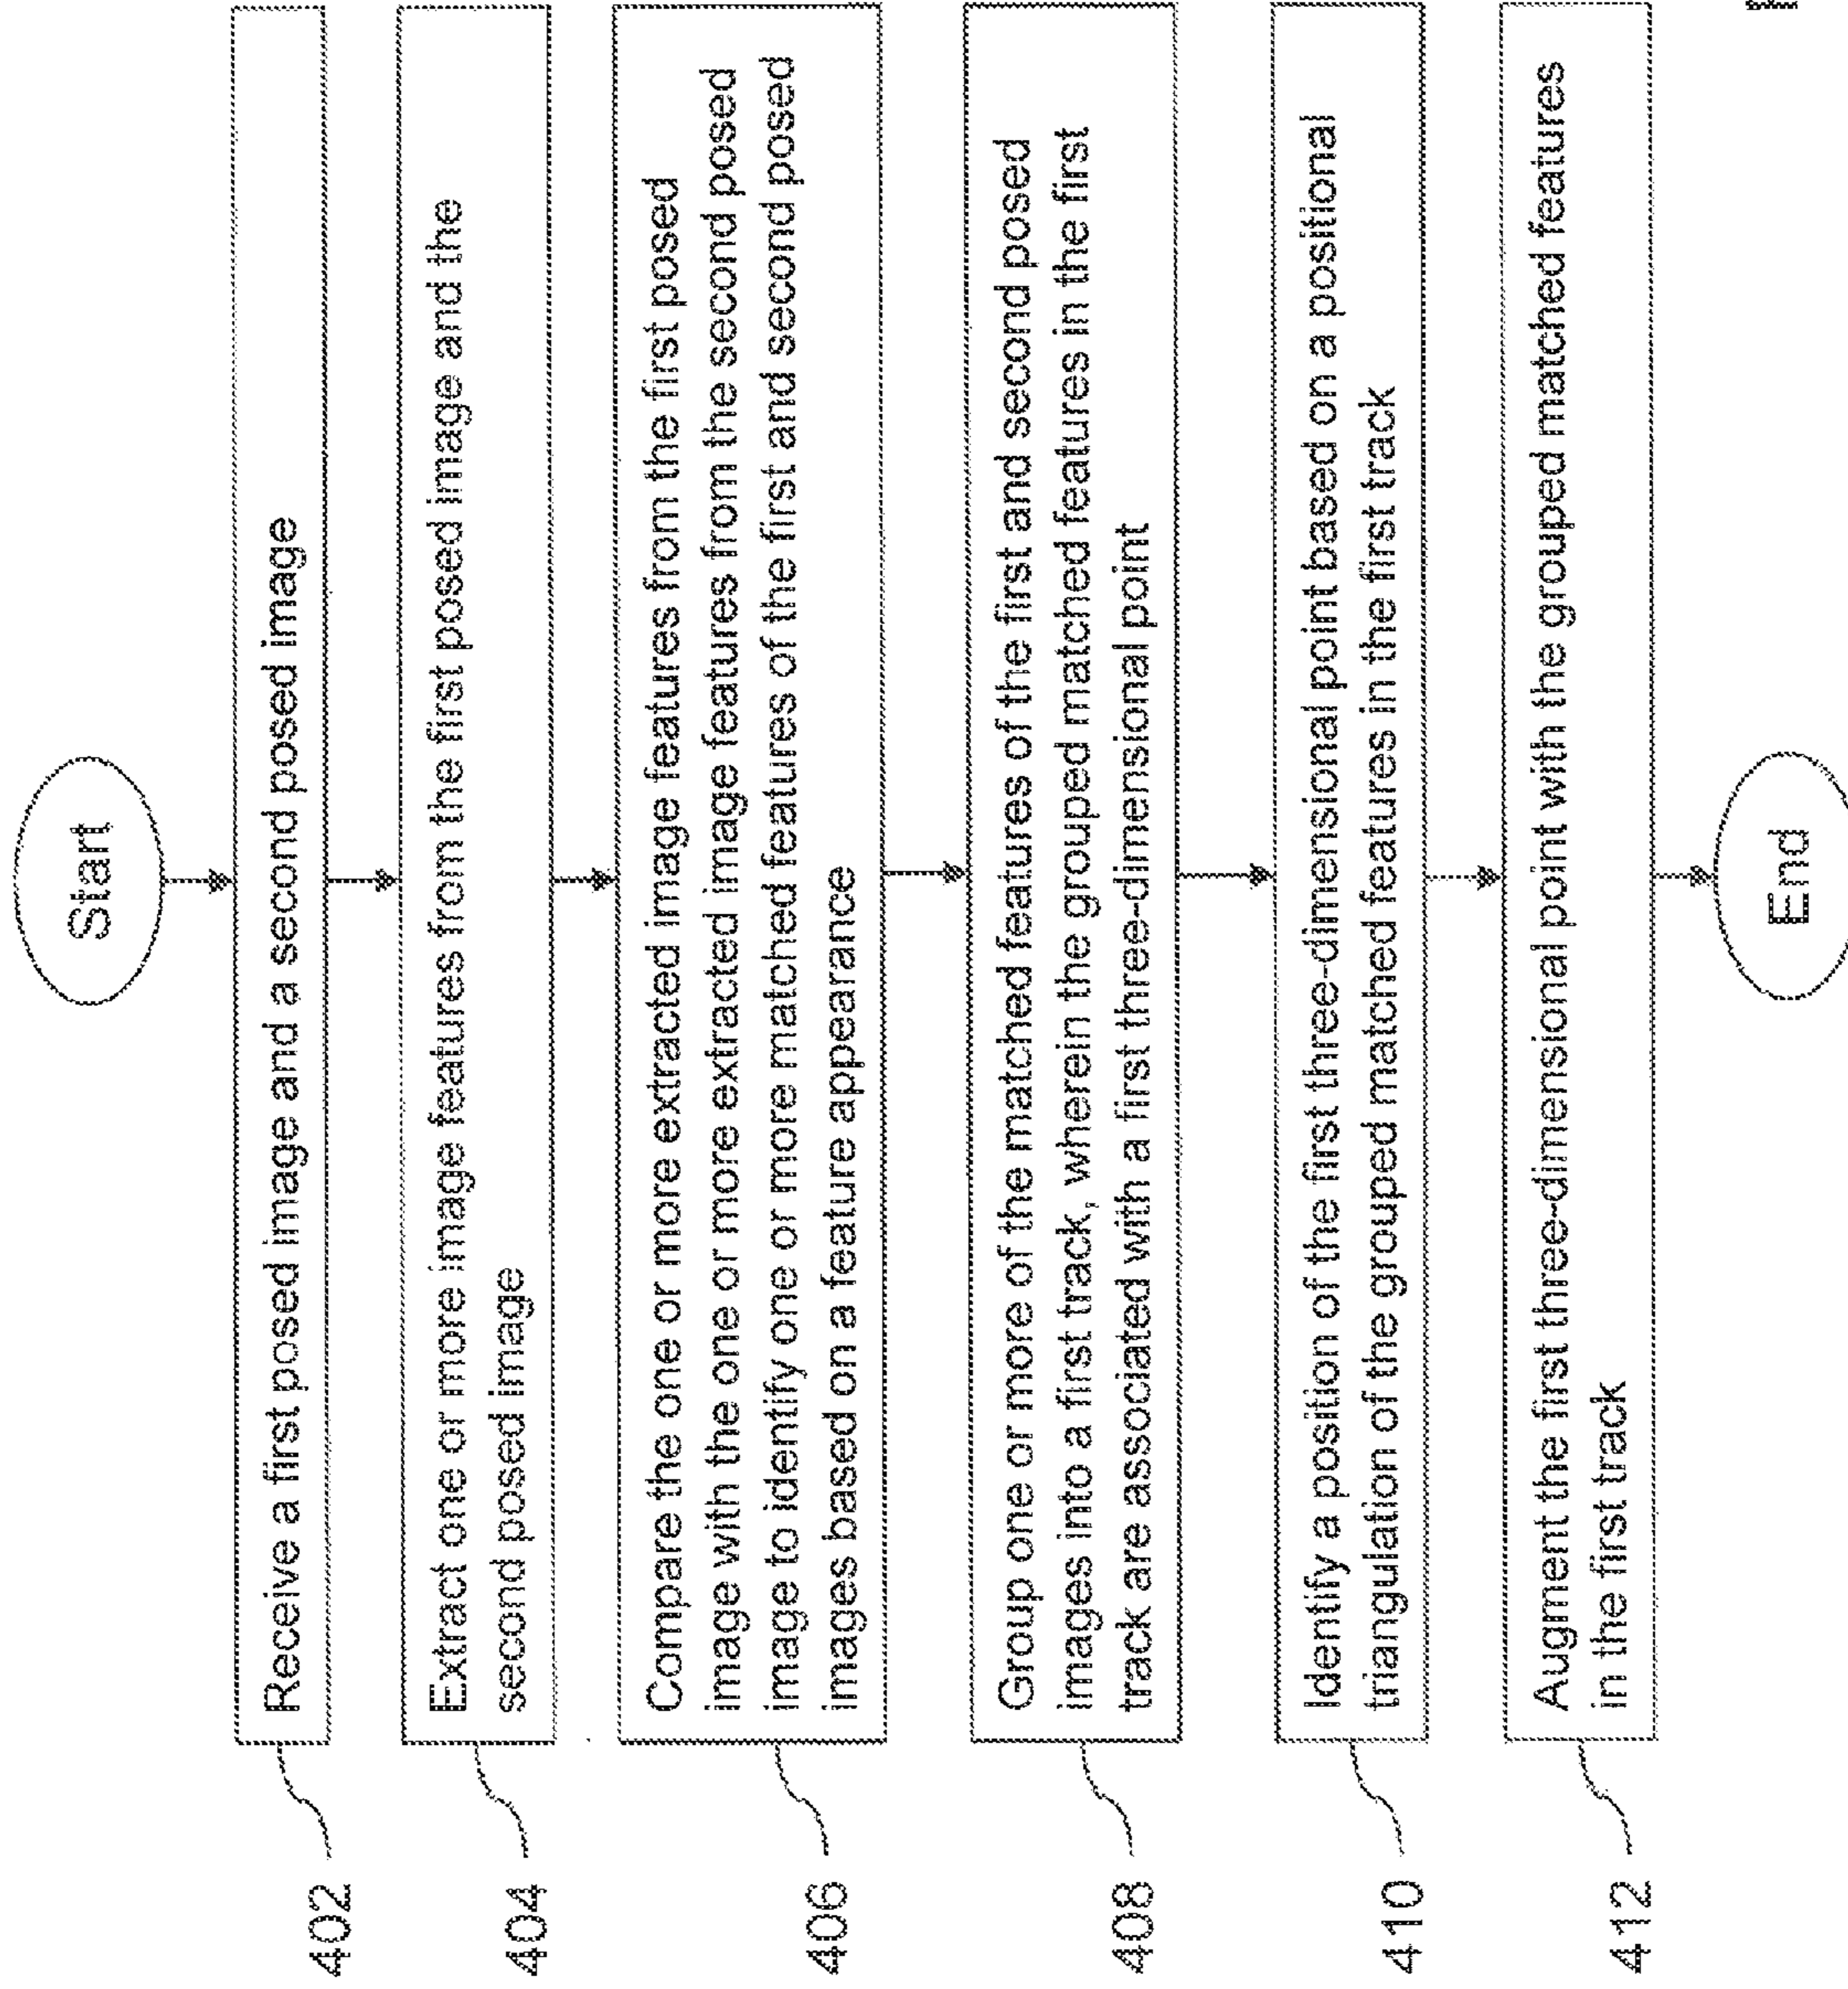 Start
402
Receive a first posed image and a second posed image
404
Extract one or more image features from the first posed image and the
second posed image
406
Compare the one or more extracted image features from the first posed
image with the one or more extracted image features from the second posed
image to identify one or more matched features of the first and second posed
images based on a feature appearance
408
Group one or more of the matched features of the first and second posed
images into a first track, wherein the grouped matched features in the first
track are associated with a first three-dimensional point
410
Identify a position of the first three-dimensional point based on a positional
triangulation of the grouped matched features in the first track
412
Augment the first three-dimensional point with the grouped matched features
in the first track
End